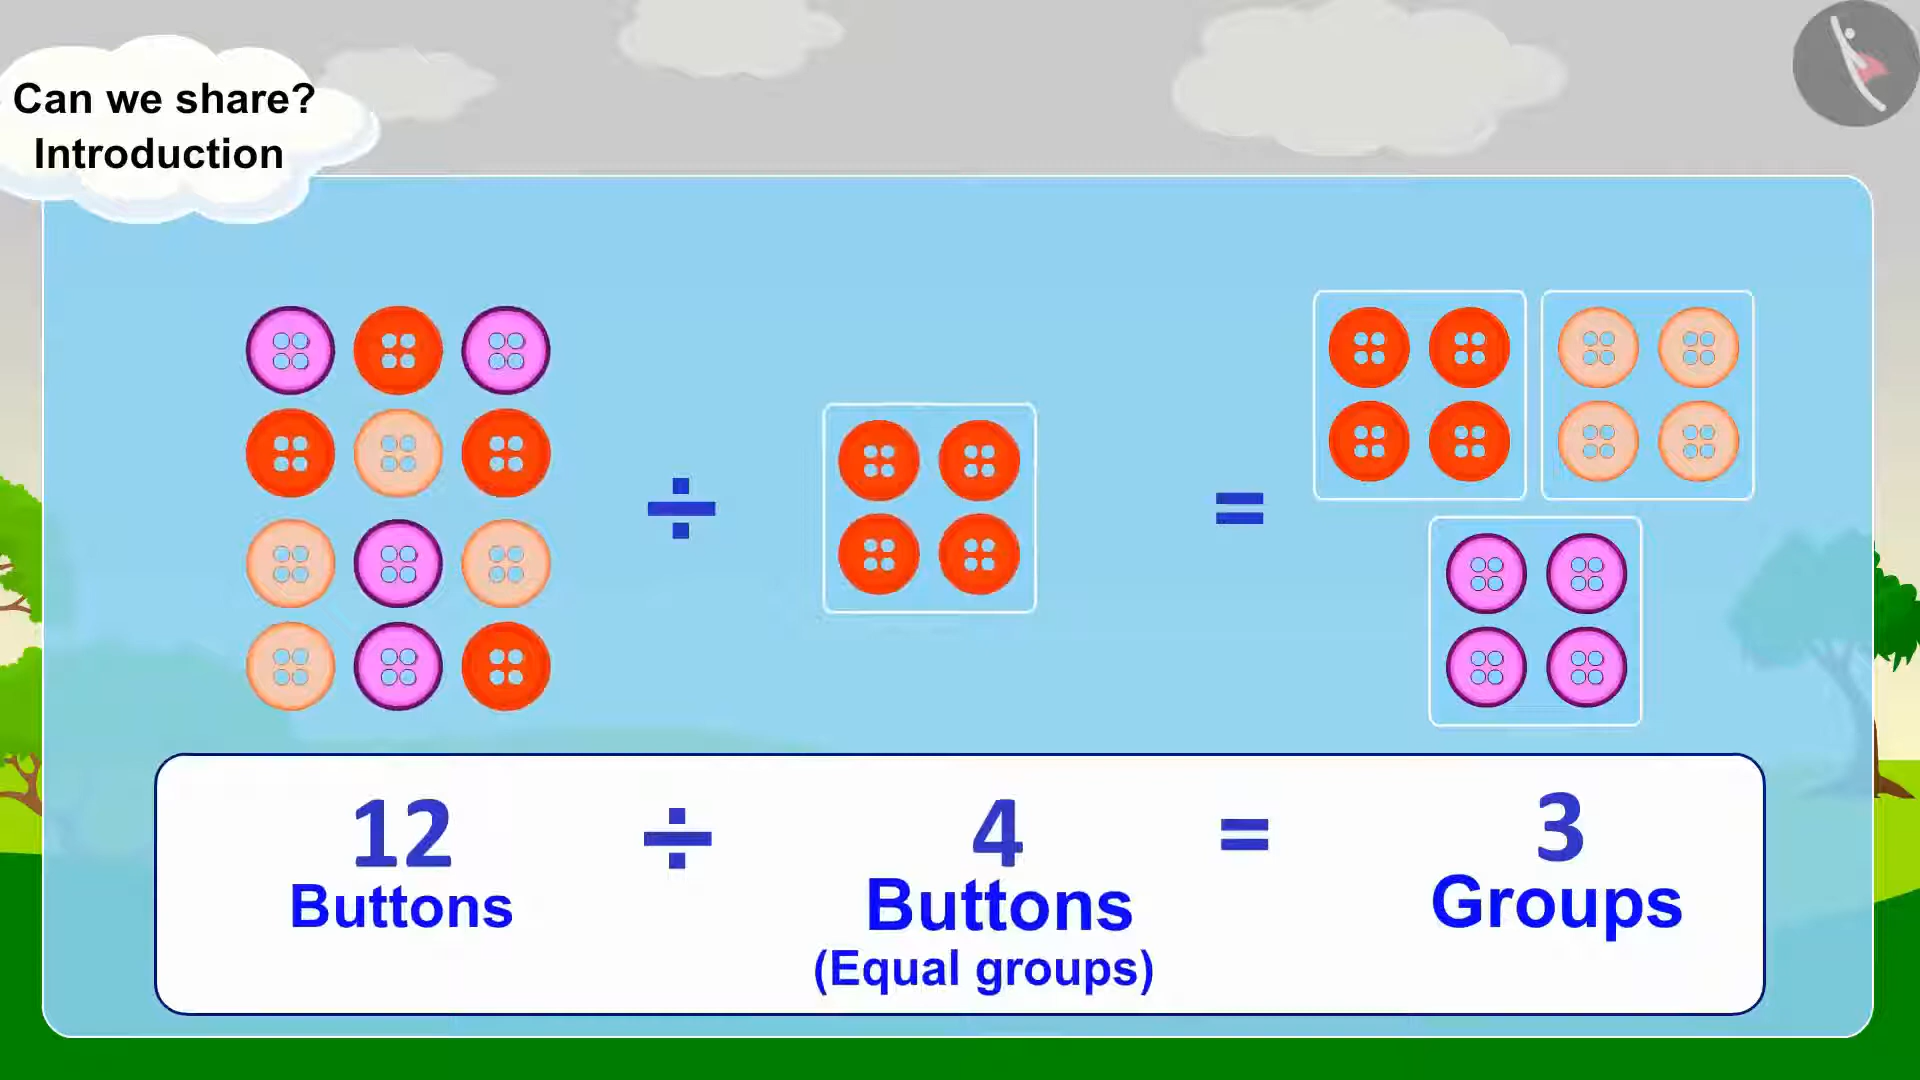 Can we share?
Introduction
÷ =
12 ÷ 4 = 3
Buttons Buttons Groups
(Equal groups)